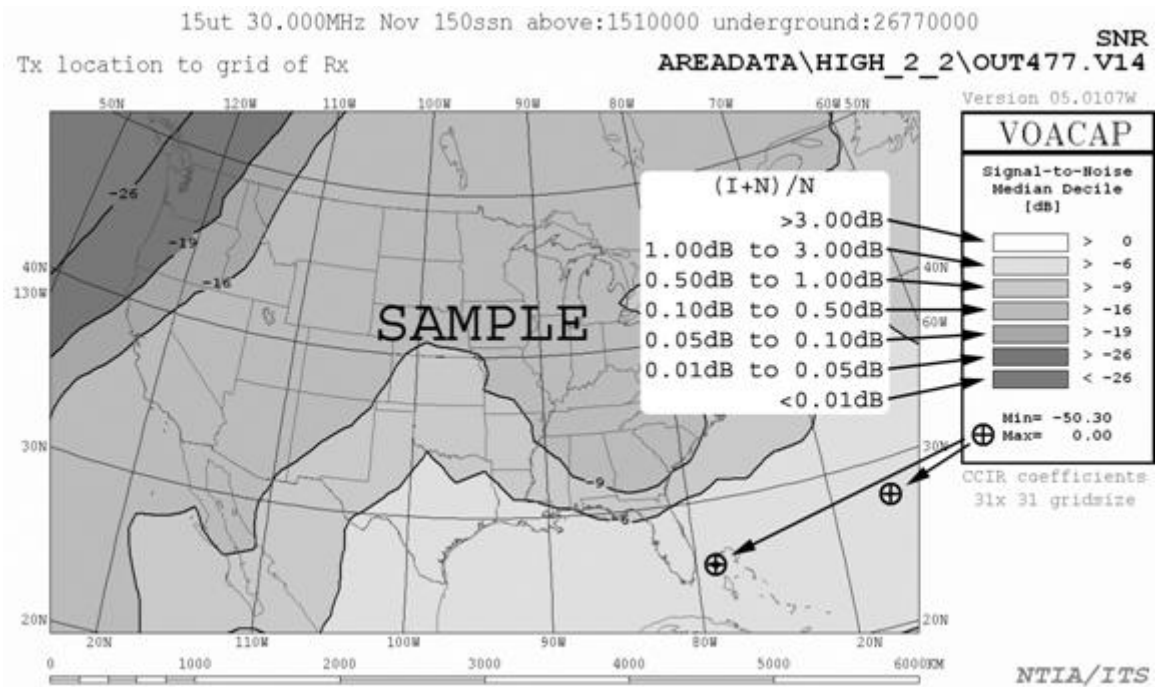 15ut 30.000MHz Nov 150ssn above:1510000 underground:26770000
SNR
Tx location to grid of Rx
AREADATA\HIGH_2_2\OUT477.V14
Version 05.0107W
50N 120W 110W 100W 90W 80W 70W 60W 50N
VOACAP
Signal-to-Noise
Median Decile
[dB]
> 0
> -6
> -9
> -16
> -19
> -26
< -26
Min= -50.30
Max= 0.00
CCIR coefficients
31x 31 gridsize
(I+N)/N
>3.00dB
1.00dB to 3.00dB
0.50dB to 1.00dB
0.10dB to 0.50dB
0.05dB to 0.10dB
0.01dB to 0.05dB
<0.01dB
-26
-19
-16
SAMPLE
-9
-6
40N
130W
30N
20N
40N
60W
30N
20N
20N 110W 100W 90W 80W 20N
0 1000 2000 3000 4000 5000 6000KM
NTIA/ITS